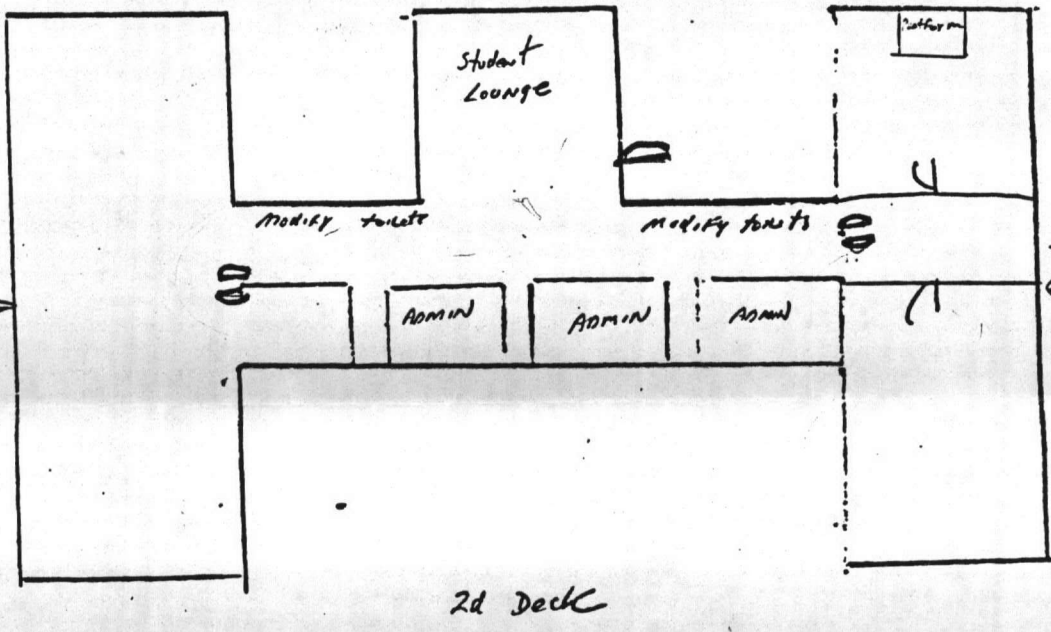 Platform
Student
Lounge
Modify toilets
Modify toilets
ADMIN
ADMIN
ADMIN
2d Deck